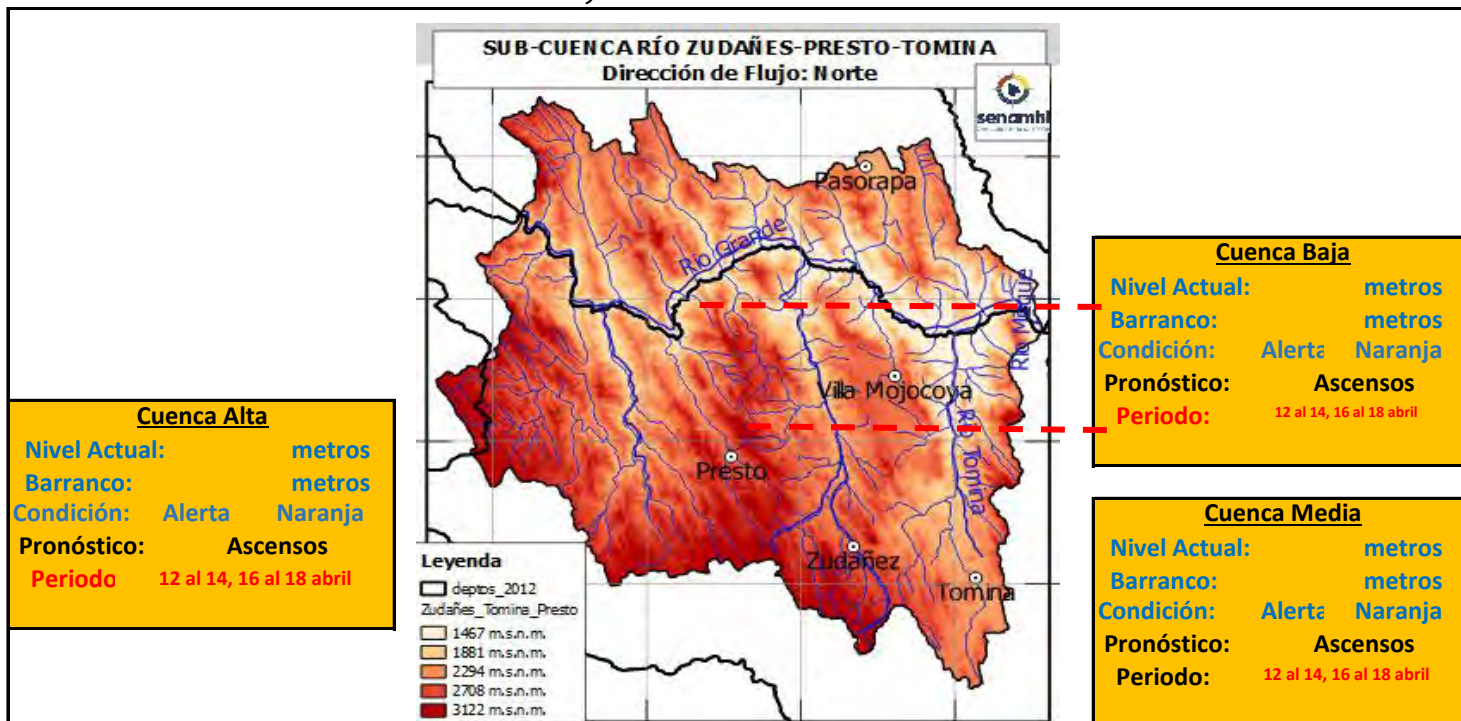 SUB-CUENCA RÍO ZUDAÑES-PRESTO-TOMINA
Dirección de Flujo: Norte
senamhi
Pasorapa
Rio Grande
Villa Mojocoya
Río Tomina
Presto
Zudañez
Tomina
Leyenda
deptos_2012
Zudañes_Tomina_Presto
1467 m.s.n.m.
1881 m.s.n.m.
2294 m.s.n.m.
2708 m.s.n.m.
3122 m.s.n.m.
Cuenca Alta
Nivel Actual: metros
Barranco: metros
Condición: Alerta Naranja
Pronóstico: Ascensos
Periodo 12 al 14, 16 al 18 abril
Cuenca Baja
Nivel Actual: metros
Barranco: metros
Condición: Alerta Naranja
Pronóstico: Ascensos
Periodo: 12 al 14, 16 al 18 abril
Cuenca Media
Nivel Actual: metros
Barranco: metros
Condición: Alerta Naranja
Pronóstico: Ascensos
Periodo: 12 al 14, 16 al 18 abril